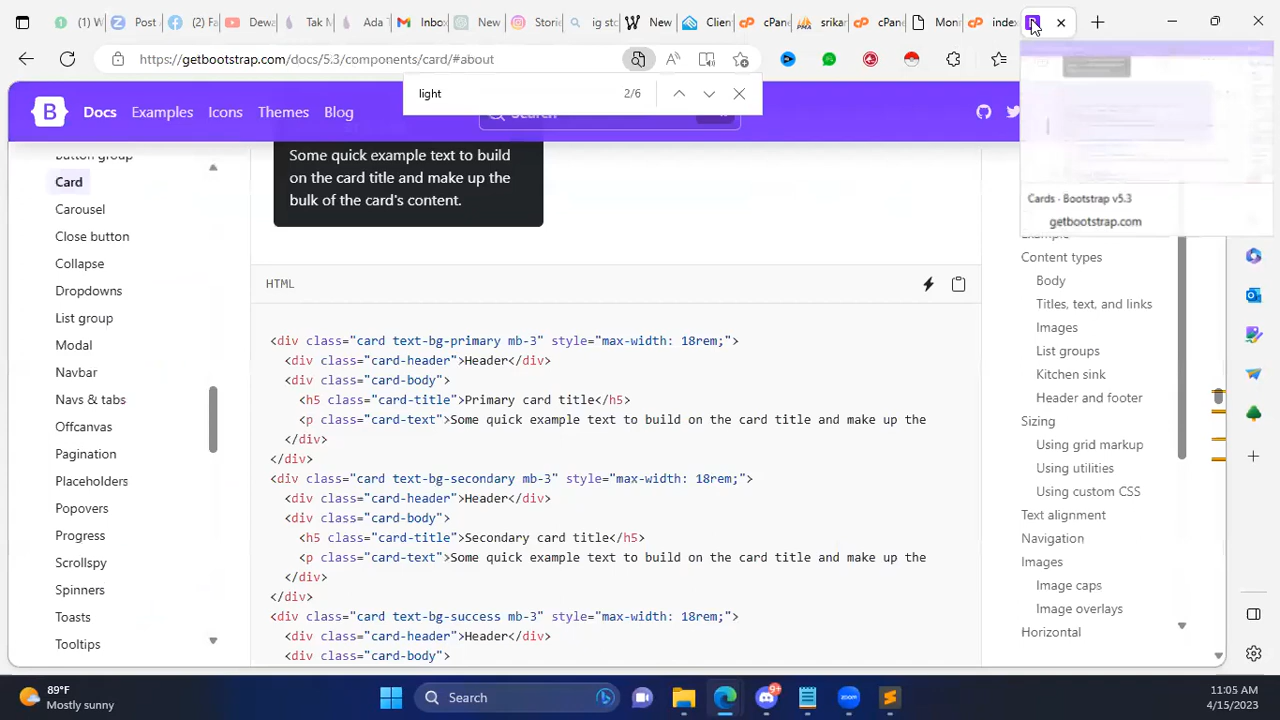 (1) W
Post
(2) F
Dewa
Tak M
Ada T
Inbo
New
Storie
ig sto
New
Clien
cPane
srikar
cPane
Mon
index
https://getbootstrap.com/docs/5.3/components/card/#about
light
2/6
B
Docs
Examples
Icons
Themes
Blog
Search
Cards · Bootstrap v5.3
getbootstrap.com
Button group
Card
Carousel
Close button
Collapse
Dropdowns
List group
Modal
Navbar
Navs & tabs
Offcanvas
Pagination
Placeholders
Popovers
Progress
Scrollspy
Spinners
Toasts
Tooltips
Some quick example text to build
on the card title and make up the
bulk of the card's content.
HTML
<div class="card text-bg-primary mb-3" style="max-width: 18rem;">
<div class="card-header">Header</div>
<div class="card-body">
<h5 class="card-title">Primary card title</h5>
<p class="card-text">Some quick example text to build on the card title and make up the
</div>
</div>
<div class="card text-bg-secondary mb-3" style="max-width: 18rem;">
<div class="card-header">Header</div>
<div class="card-body">
<h5 class="card-title">Secondary card title</h5>
<p class="card-text">Some quick example text to build on the card title and make up the
</div>
</div>
<div class="card text-bg-success mb-3" style="max-width: 18rem;">
<div class="card-header">Header</div>
<div class="card-body">
Example
Content types
Body
Titles, text, and links
Images
List groups
Kitchen sink
Header and footer
Sizing
Using grid markup
Using utilities
Using custom CSS
Text alignment
Navigation
Images
Image caps
Image overlays
Horizontal
89°F
Mostly sunny
Search
9+
zoom
11:05 AM
4/15/2023